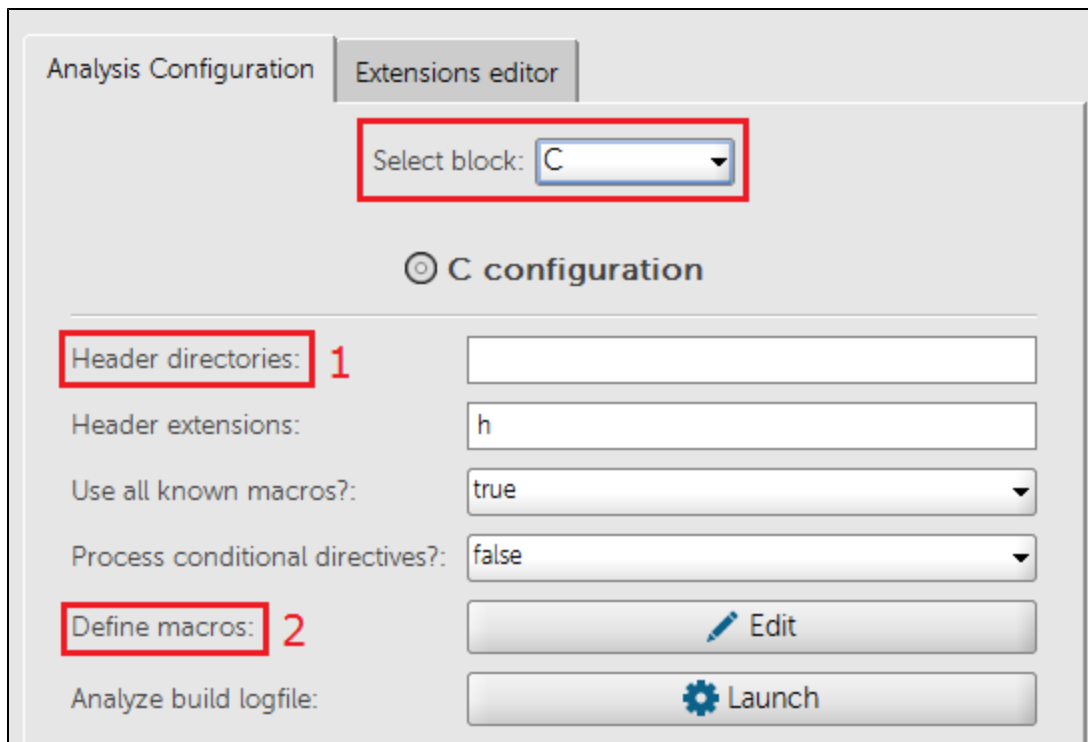 Analysis Configuration Extensions editor
Select block: C
C configuration
Header directories: 1
Header extensions: h
Use all known macros?: true
Process conditional directives?: false
Define macros: 2 Edit
Analyze build logfile: Launch